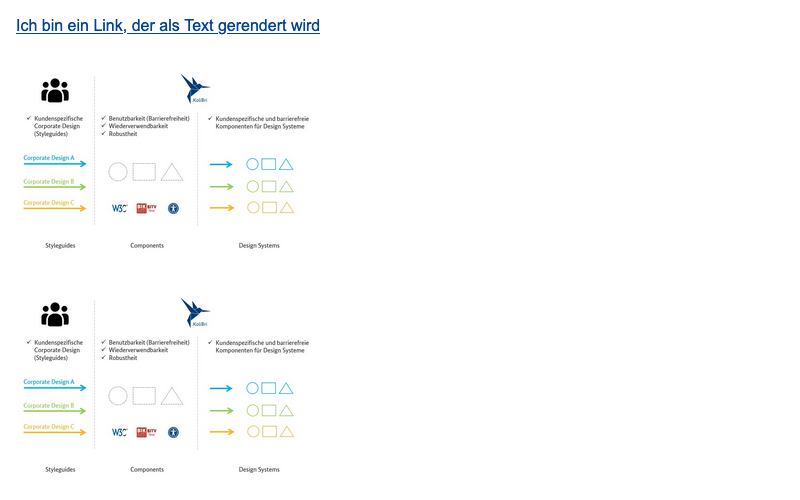 Ich bin ein Link, der als Text gerendert wird
KoliBri
✓ Kundenspezifische
Corporate Design
(Styleguides)
✓ Benutzbarkeit (Barrierefreiheit)
✓ Wiederverwendbarkeit
✓ Robustheit
✓ Kundenspezifische und barrierefreie
Komponenten für Design Systeme
Corporate Design A
Corporate Design B
Corporate Design C
W3C
BIK BITV
Styleguides
Components
Design Systems
KoliBri
✓ Kundenspezifische
Corporate Design
(Styleguides)
✓ Benutzbarkeit (Barrierefreiheit)
✓ Wiederverwendbarkeit
✓ Robustheit
✓ Kundenspezifische und barrierefreie
Komponenten für Design Systeme
Corporate Design A
Corporate Design B
Corporate Design C
W3C
BIK BITV
Styleguides
Components
Design Systems